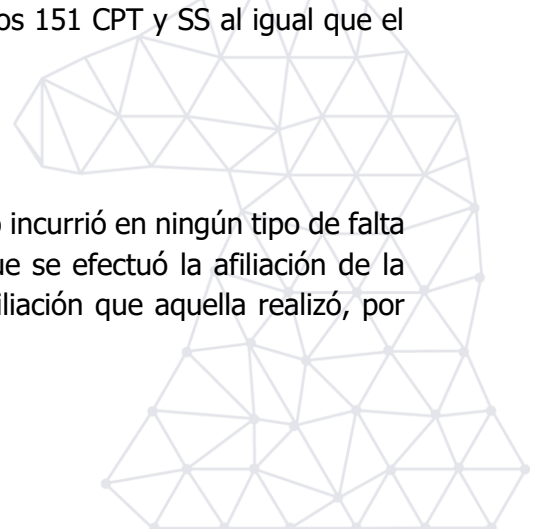 os 151 CPT y SS al igual que el
incurrió en ningún tipo de falta
ue se efectuó la afiliación de la
iliación que aquella realizó, por